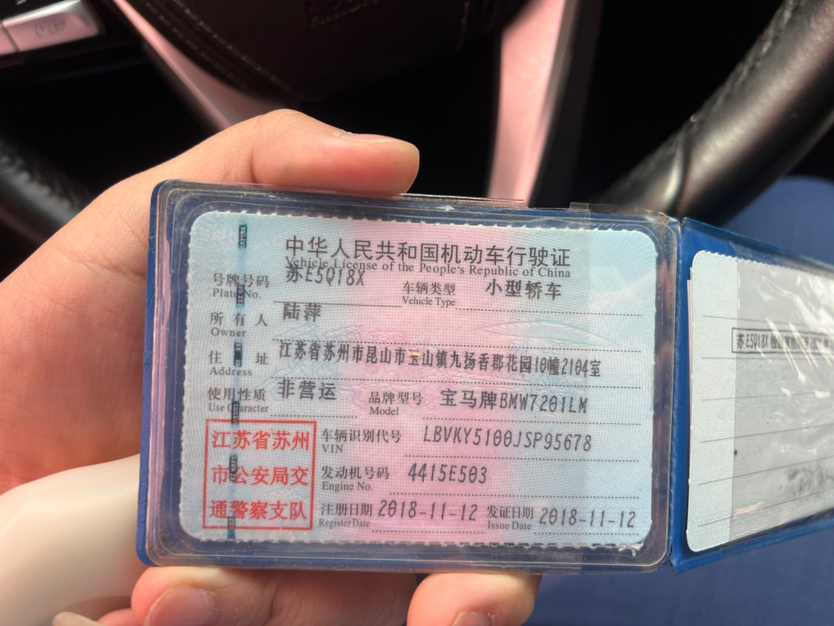 中华人民共和国机动车行驶证
Vehicle License of the People's Republic of China
号牌号码 苏E5Q18X 车辆类型 小型轿车
Plate No. Vehicle Type
所有人 陆萍
Owner
住址 江苏省苏州市昆山市玉山镇九扬香郡花园10幢2104室
Address
使用性质 非营运 品牌型号 宝马牌BMW7201LM
Use Character Model
江苏省苏州
市公安局交
通警察支队
车辆识别代号 LBVKY5100JSP95678
VIN
发动机号码 4415E503
Engine No.
注册日期 2018-11-12 发证日期 2018-11-12
Register Date Issue Date
苏E5Q18X